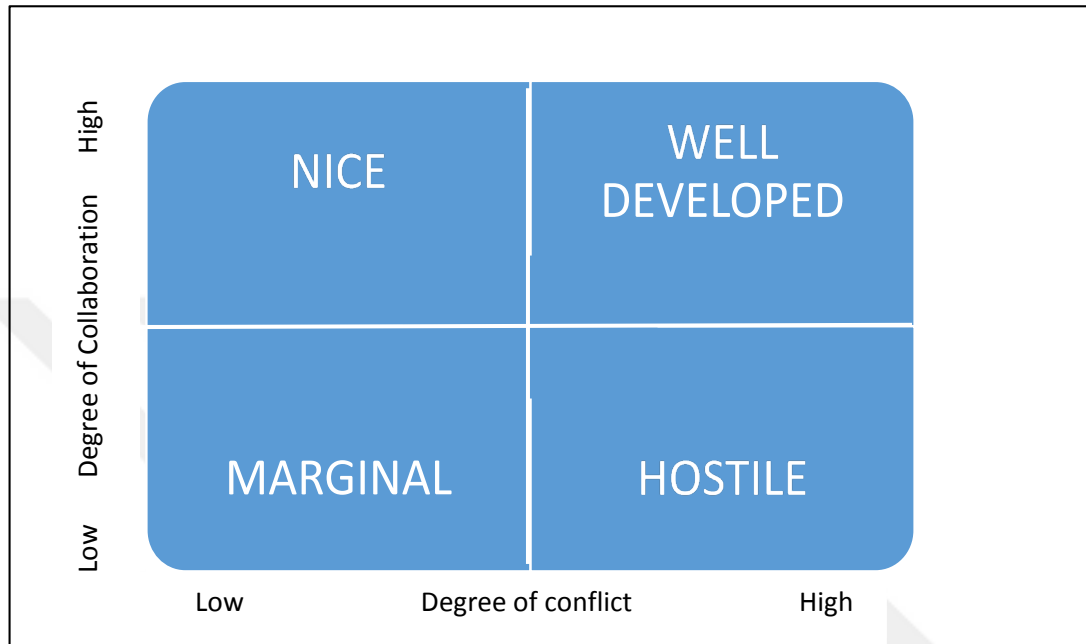 High
Degree of Collaboration
Low
NICE
WELL
DEVELOPED
MARGINAL
HOSTILE
Low
Degree of conflict
High